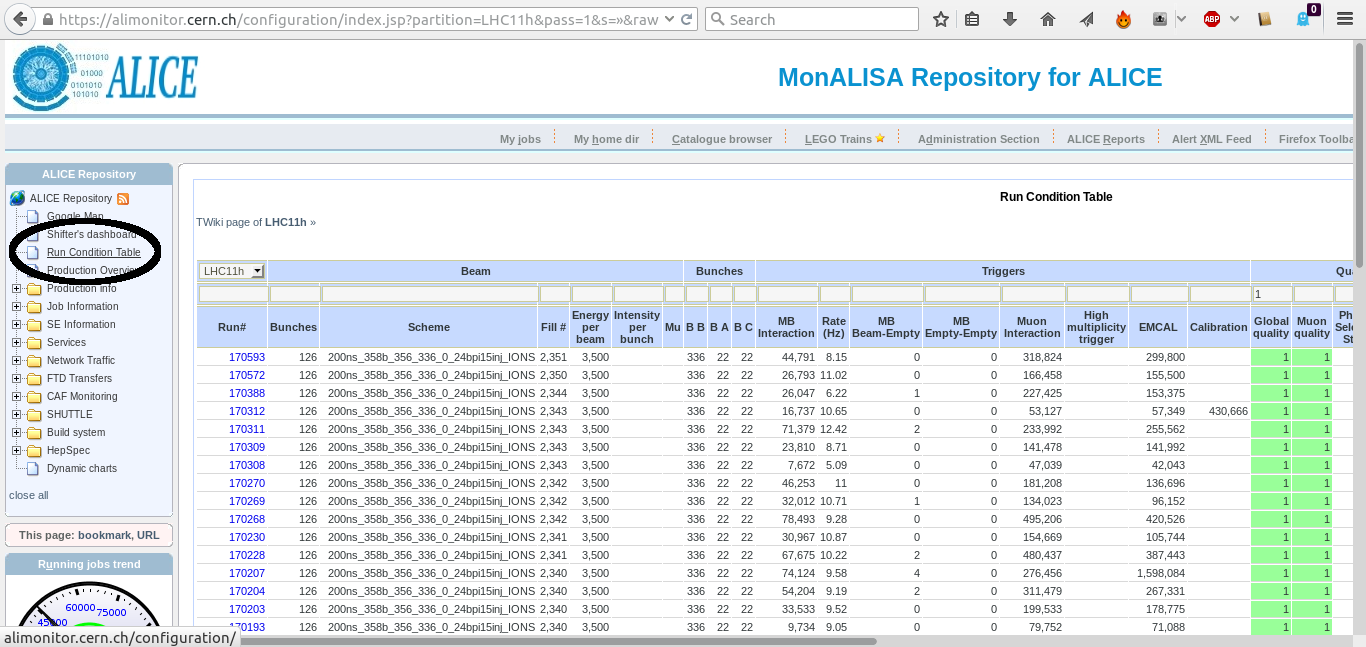 https://alimonitor.cern.ch/configuration/index.jsp?partition=LHC11h&pass=1&s=»&raw Search ABP 0
11101010
01000
0101010
101010
ALICE
MonALISA Repository for ALICE
My jobs My home dir Catalogue browser LEGO Trains Administration Section ALICE Reports Alert XML Feed Firefox Toolba
ALICE Repository
ALICE Repository
Google Map
Shifter's dashboard
Run Condition Table
Production Overview
Production info
Job Information
SE Information
Services
Network Traffic
FTD Transfers
CAF Monitoring
SHUTTLE
Build system
HepSpec
Dynamic charts
close all
This page: bookmark, URL
Running jobs trend
60000 75000
45000
alimonitor.cern.ch/configuration/
Run Condition Table
TWiki page of LHC11h »
LHC11h Beam Bunches Triggers Qua
1
Run# Bunches Scheme Fill # Energy per beam Intensity per bunch Mu B B B A B C MB Interaction Rate (Hz) MB Beam-Empty MB Empty-Empty Muon Interaction High multiplicity trigger EMCAL Calibration Global quality Muon quality Ph Sele St
170593 126 200ns_358b_356_336_0_24bpi15inj_IONS 2,351 3,500 336 22 22 44,791 8.15 0 0 318,824 299,800 1 1
170572 126 200ns_358b_356_336_0_24bpi15inj_IONS 2,350 3,500 336 22 22 26,793 11.02 0 0 166,458 155,500 1 1
170388 126 200ns_358b_356_336_0_24bpi15inj_IONS 2,344 3,500 336 22 22 26,047 6.22 1 0 227,425 153,375 1 1
170312 126 200ns_358b_356_336_0_24bpi15inj_IONS 2,343 3,500 336 22 22 16,737 10.65 0 0 53,127 57,349 430,666 1 1
170311 126 200ns_358b_356_336_0_24bpi15inj_IONS 2,343 3,500 336 22 22 71,379 12.42 2 0 233,992 255,562 1 1
170309 126 200ns_358b_356_336_0_24bpi15inj_IONS 2,343 3,500 336 22 22 23,810 8.71 0 0 141,478 141,992 1 1
170308 126 200ns_358b_356_336_0_24bpi15inj_IONS 2,343 3,500 336 22 22 7,672 5.09 0 0 47,039 42,043 1 1
170270 126 200ns_358b_356_336_0_24bpi15inj_IONS 2,342 3,500 336 22 22 46,253 11 0 0 181,208 136,696 1 1
170269 126 200ns_358b_356_336_0_24bpi15inj_IONS 2,342 3,500 336 22 22 32,012 10.71 1 0 134,023 96,152 1 1
170268 126 200ns_358b_356_336_0_24bpi15inj_IONS 2,342 3,500 336 22 22 78,493 9.28 0 0 495,206 420,526 1 1
170230 126 200ns_358b_356_336_0_24bpi15inj_IONS 2,341 3,500 336 22 22 30,967 10.87 0 0 154,669 105,744 1 1
170228 126 200ns_358b_356_336_0_24bpi15inj_IONS 2,341 3,500 336 22 22 67,675 10.22 2 0 480,437 387,443 1 1
170207 126 200ns_358b_356_336_0_24bpi15inj_IONS 2,340 3,500 336 22 22 74,124 9.58 4 0 276,456 1,598,084 1 1
170204 126 200ns_358b_356_336_0_24bpi15inj_IONS 2,340 3,500 336 22 22 54,204 9.19 2 0 311,479 267,331 1 1
170203 126 200ns_358b_356_336_0_24bpi15inj_IONS 2,340 3,500 336 22 22 33,533 9.52 0 0 199,533 178,775 1 1
170193 126 200ns_358b_356_336_0_24bpi15inj_IONS 2,340 3,500 336 22 22 9,734 9.05 0 0 79,752 71,088 1 1